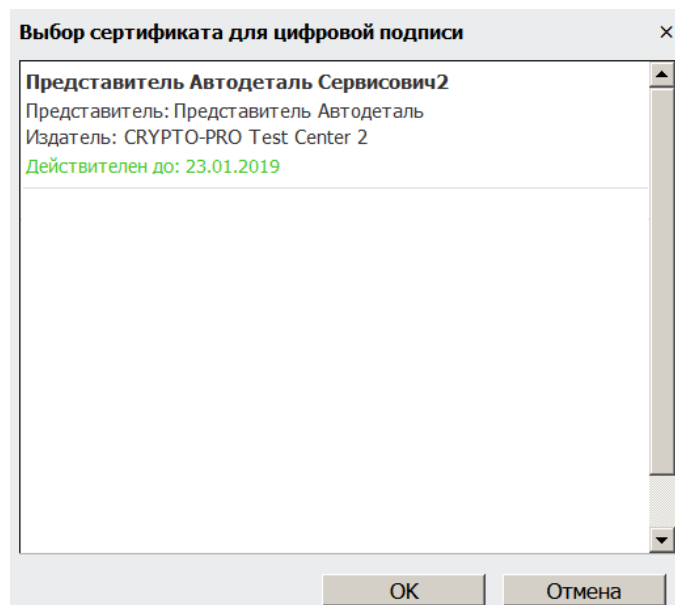 Выбор сертификата для цифровой подписи
×
Представитель Автодеталь Сервисович2
Представитель: Представитель Автодеталь
Издатель: CRYPTO-PRO Test Center 2
Действителен до: 23.01.2019
OK
Отмена